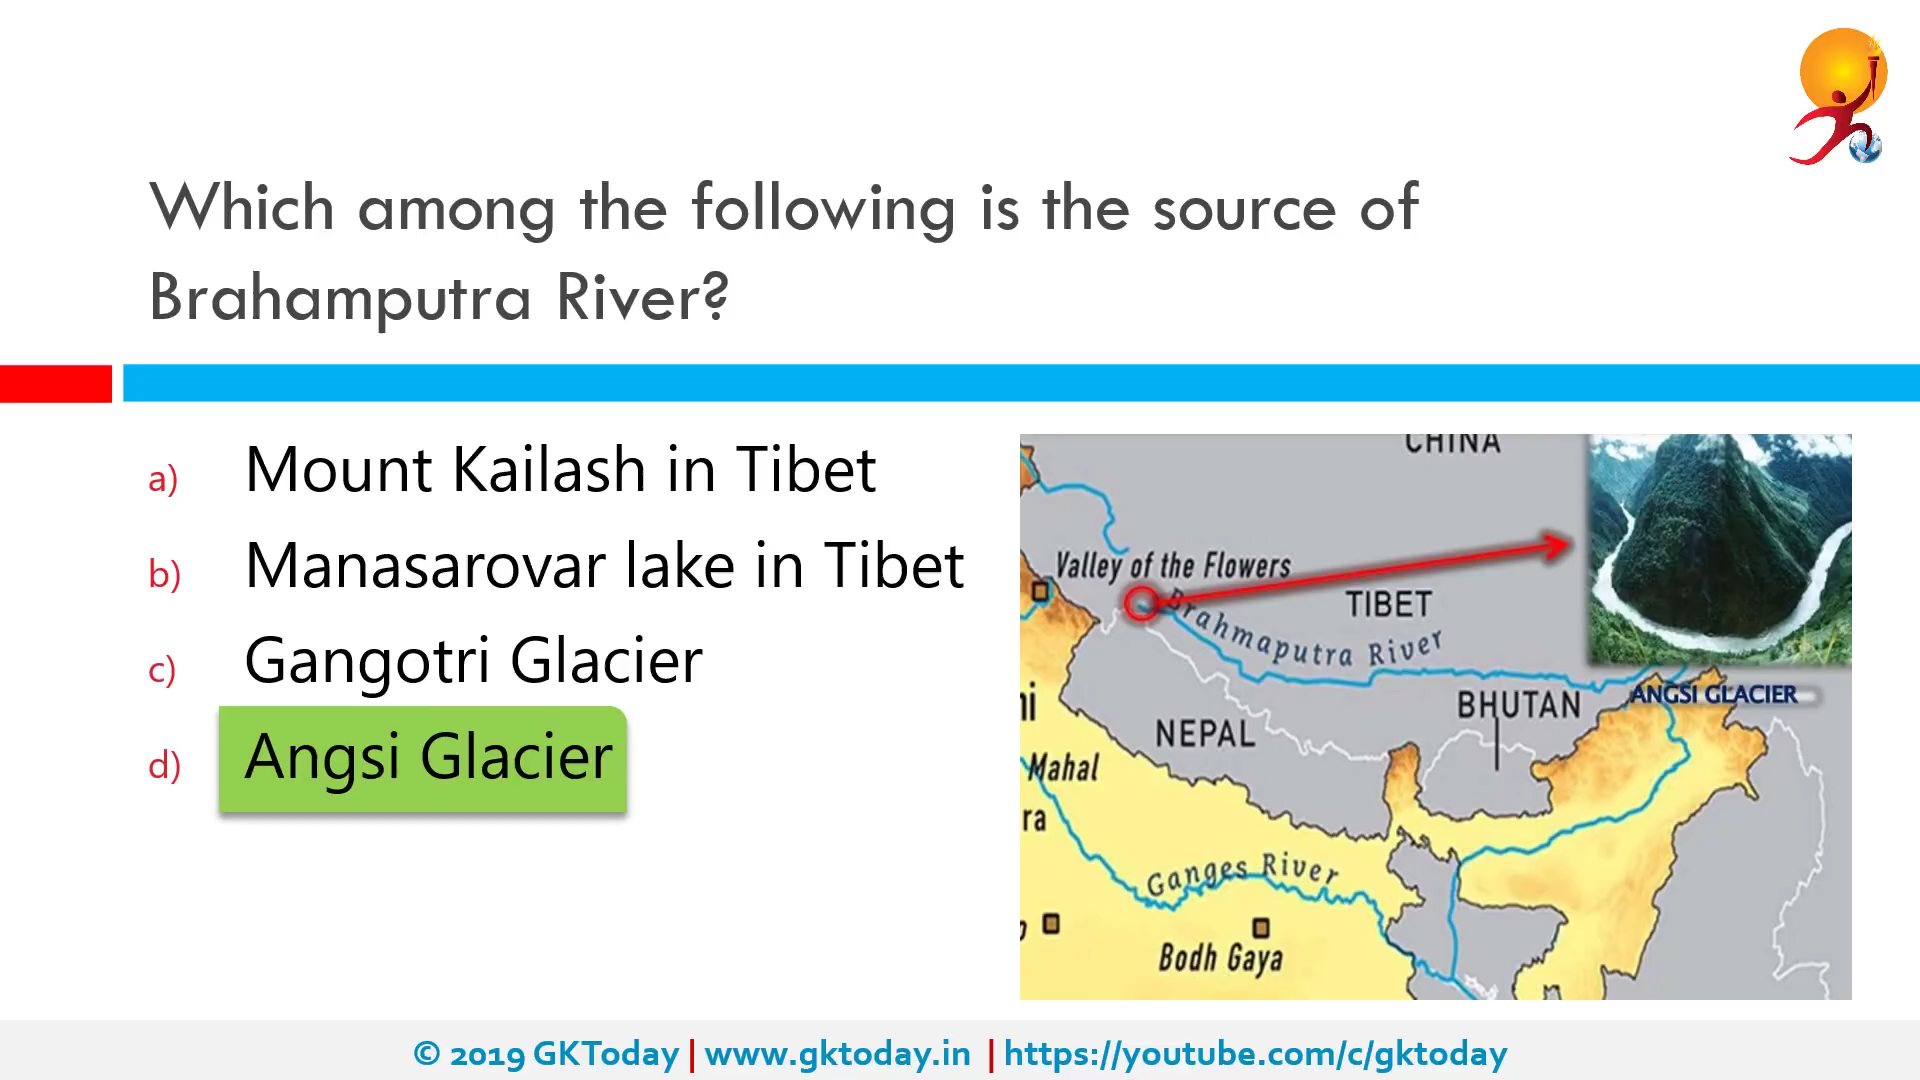 Which among the following is the source of
Brahamputra River?
a) Mount Kailash in Tibet
b) Manasarovar lake in Tibet
c) Gangotri Glacier
d) Angsi Glacier
CHINA
Valley of the Flowers
TIBET
Brahmaputra River
ANGSI GLACIER
BHUTAN
NEPAL
Mahal
ra
Ganges River
Bodh Gaya
© 2019 GKToday | www.gktoday.in | https://youtube.com/c/gktoday